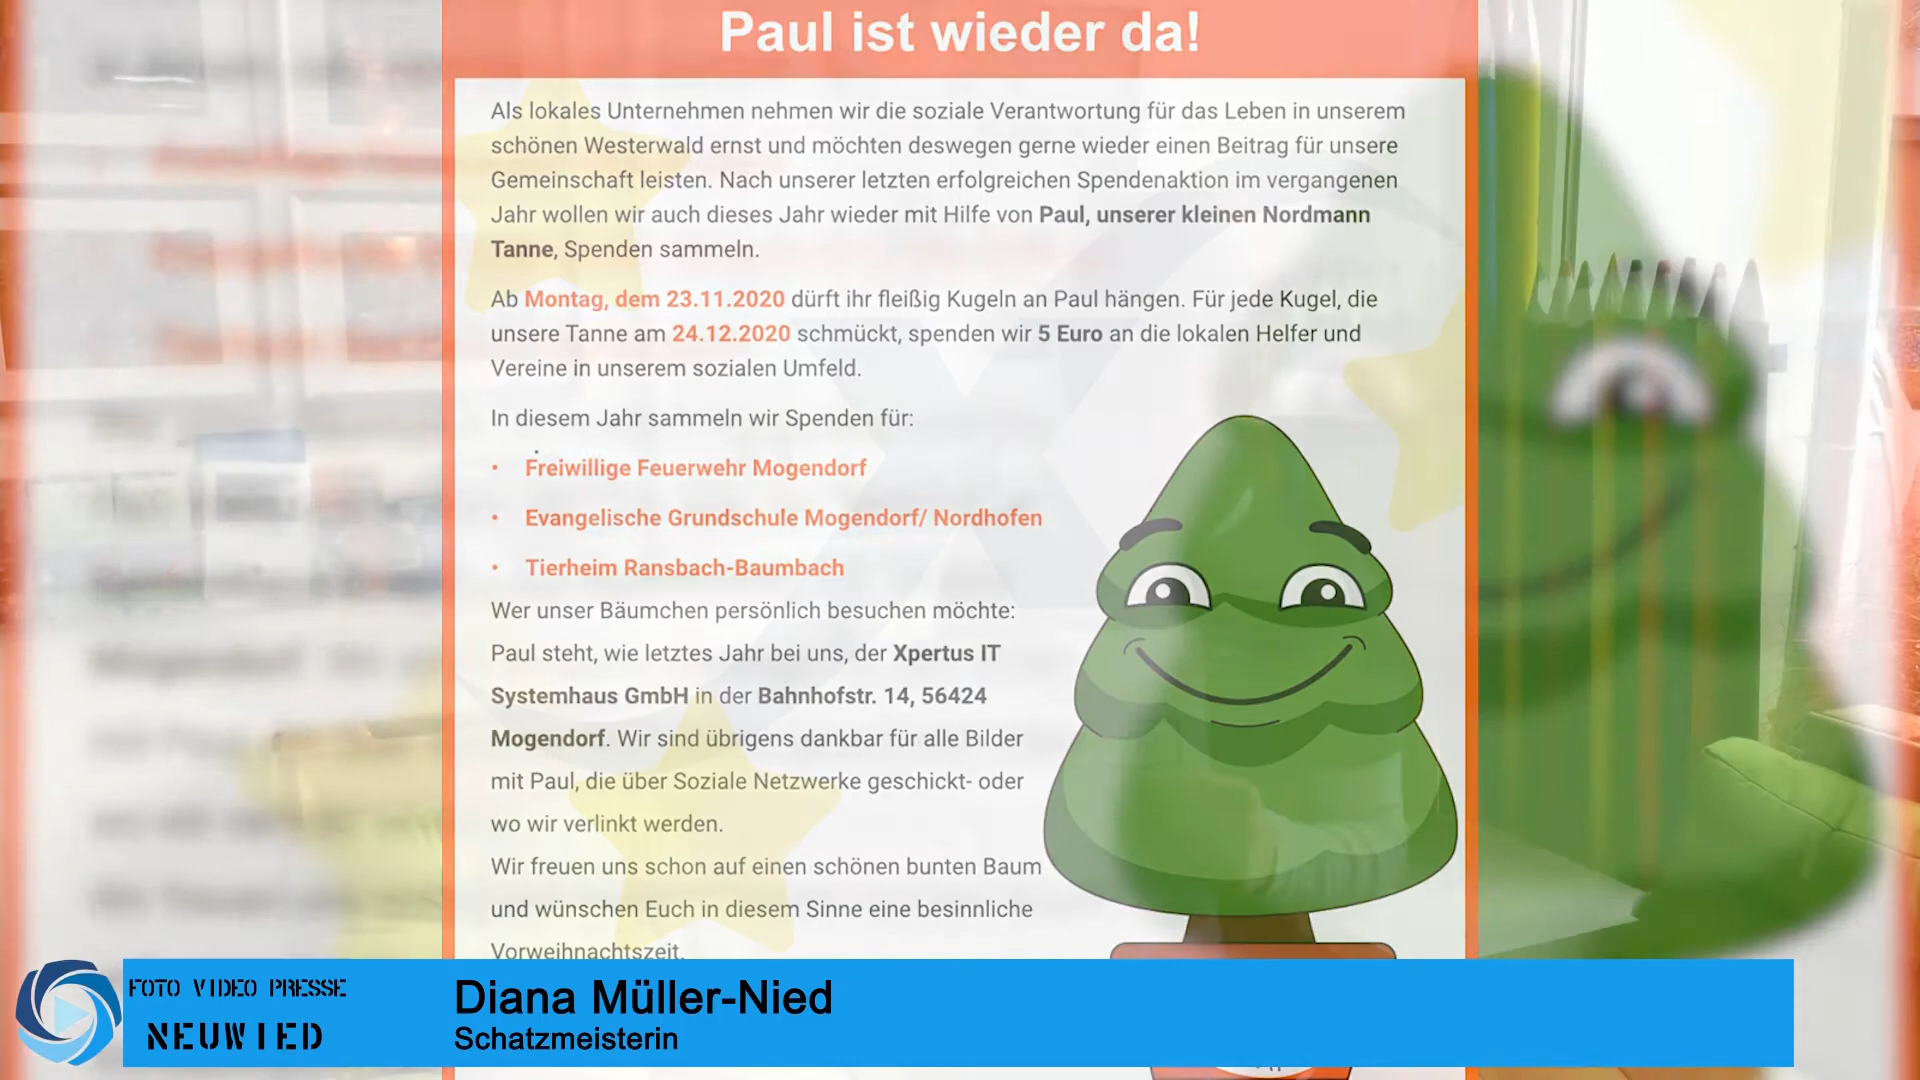 Paul ist wieder da!
Als lokales Unternehmen nehmen wir die soziale Verantwortung für das Leben in unserem
schönen Westerwald ernst und möchten deswegen gerne wieder einen Beitrag für unsere
Gemeinschaft leisten. Nach unserer letzten erfolgreichen Spendenaktion im vergangenen
Jahr wollen wir auch dieses Jahr wieder mit Hilfe von Paul, unserer kleinen Nordmann
Tanne, Spenden sammeln.
Ab Montag, dem 23.11.2020 dürft ihr fleißig Kugeln an Paul hängen. Für jede Kugel, die
unsere Tanne am 24.12.2020 schmückt, spenden wir 5 Euro an die lokalen Helfer und
Vereine in unserem sozialen Umfeld.
In diesem Jahr sammeln wir Spenden für:
• Freiwillige Feuerwehr Mogendorf
• Evangelische Grundschule Mogendorf/ Nordhofen
• Tierheim Ransbach-Baumbach
Wer unser Bäumchen persönlich besuchen möchte:
Paul steht, wie letztes Jahr bei uns, der Xpertus IT
Systemhaus GmbH in der Bahnhofstr. 14, 56424
Mogendorf. Wir sind übrigens dankbar für alle Bilder
mit Paul, die über Soziale Netzwerke geschickt- oder
wo wir verlinkt werden.
Wir freuen uns schon auf einen schönen bunten Baum
und wünschen Euch in diesem Sinne eine besinnliche
Vorweihnachtszeit.
FOTO VIDEO PRESSE
NEUWIED
Diana Müller-Nied
Schatzmeisterin